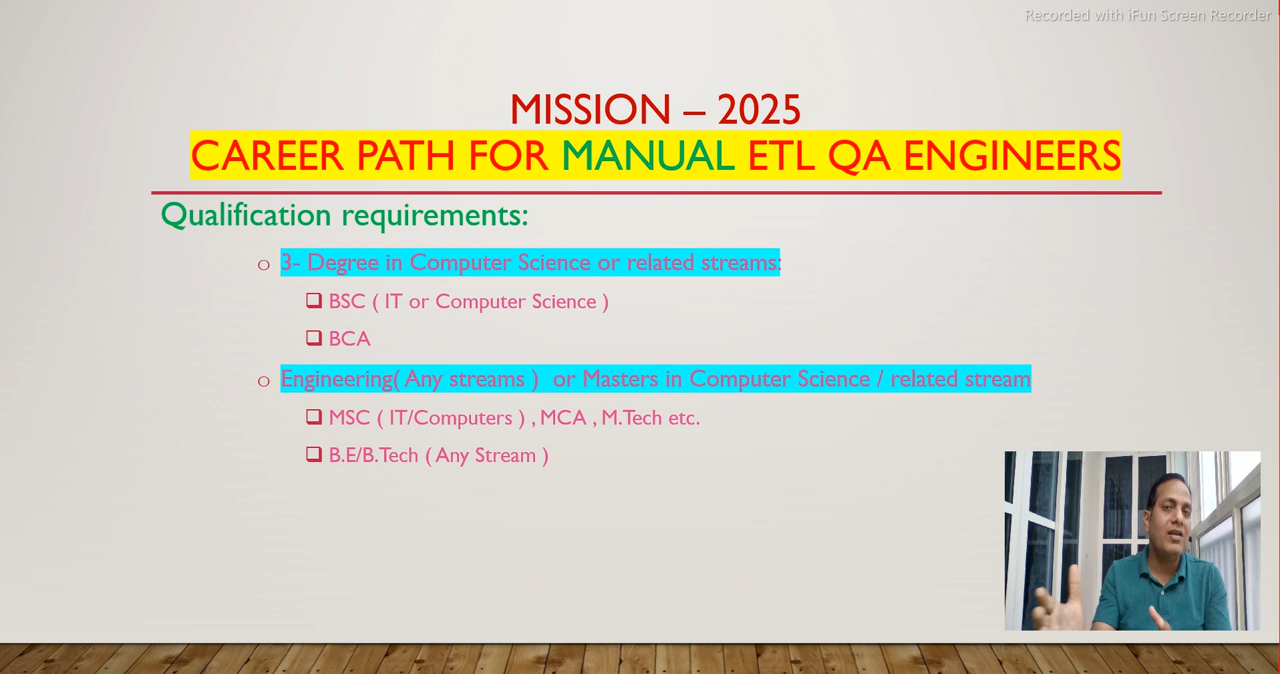 Recorded with iFun Screen Recorder
MISSION – 2025
CAREER PATH FOR MANUAL ETL QA ENGINEERS
Qualification requirements:
o 3- Degree in Computer Science or related streams:
❑ BSC ( IT or Computer Science )
❑ BCA
o Engineering( Any streams ) or Masters in Computer Science / related stream
❑ MSC ( IT/Computers ) , MCA , M.Tech etc.
❑ B.E/B.Tech ( Any Stream )